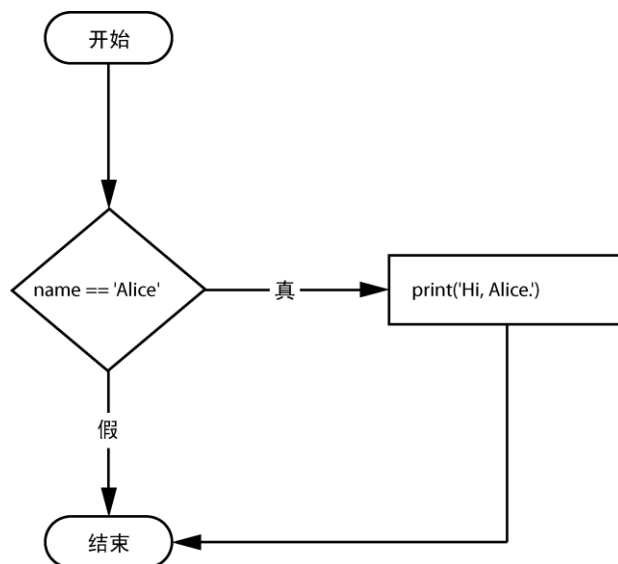 开始
name == 'Alice'
真
print('Hi, Alice.')
假
结束